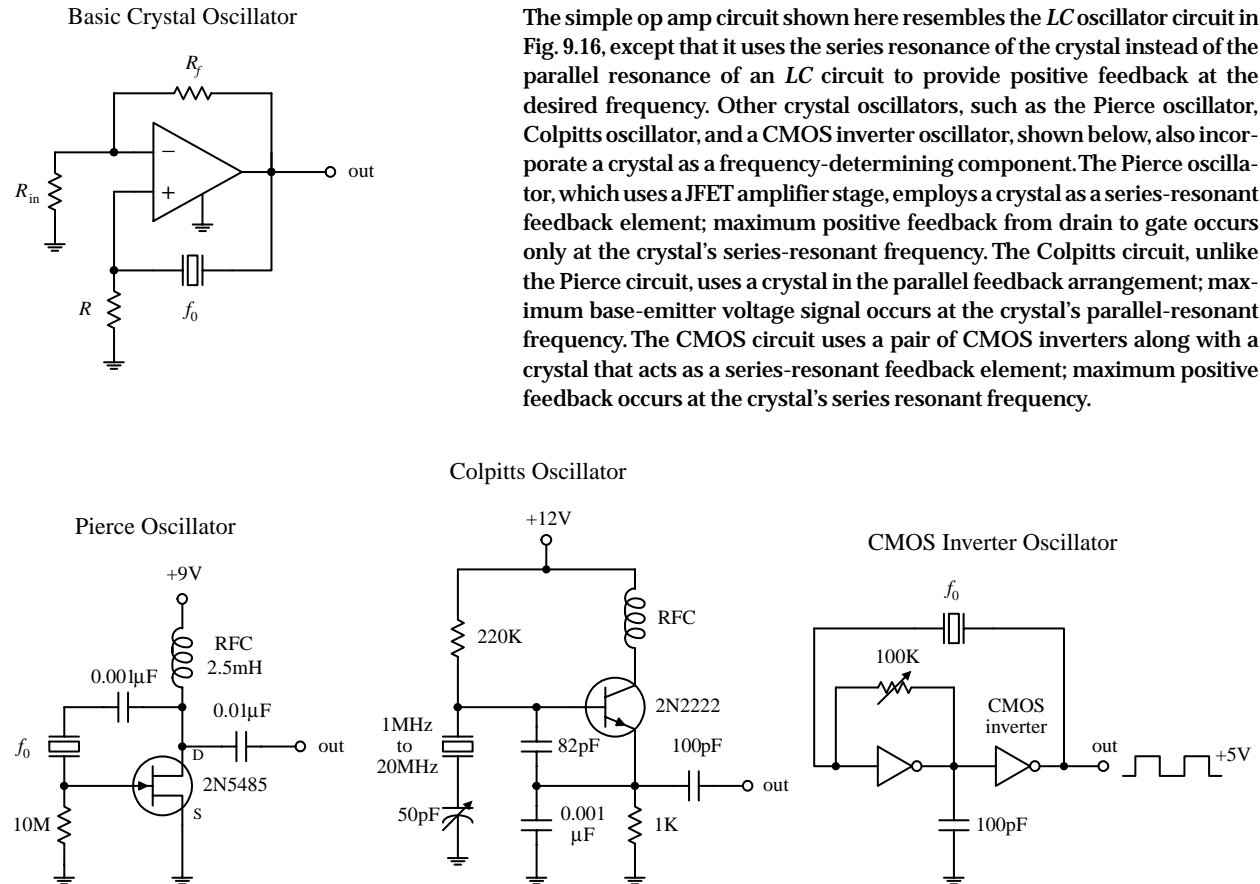 Basic Crystal Oscillator
R_f
−
+
out
R_in
R
f_0
The simple op amp circuit shown here resembles the LC oscillator circuit in
Fig. 9.16, except that it uses the series resonance of the crystal instead of the
parallel resonance of an LC circuit to provide positive feedback at the
desired frequency. Other crystal oscillators, such as the Pierce oscillator,
Colpitts oscillator, and a CMOS inverter oscillator, shown below, also incor-
porate a crystal as a frequency-determining component. The Pierce oscilla-
tor, which uses a JFET amplifier stage, employs a crystal as a series-resonant
feedback element; maximum positive feedback from drain to gate occurs
only at the crystal's series-resonant frequency. The Colpitts circuit, unlike
the Pierce circuit, uses a crystal in the parallel feedback arrangement; max-
imum base-emitter voltage signal occurs at the crystal's parallel-resonant
frequency. The CMOS circuit uses a pair of CMOS inverters along with a
crystal that acts as a series-resonant feedback element; maximum positive
feedback occurs at the crystal's series resonant frequency.
Pierce Oscillator
+9V
RFC
2.5mH
0.001µF
0.01µF
f_0
D
out
2N5485
S
10M
Colpitts Oscillator
+12V
220K
RFC
2N2222
1MHz
to
20MHz
82pF
100pF
out
50pF
0.001
µF
1K
CMOS Inverter Oscillator
f_0
100K
CMOS
inverter
out
+5V
100pF